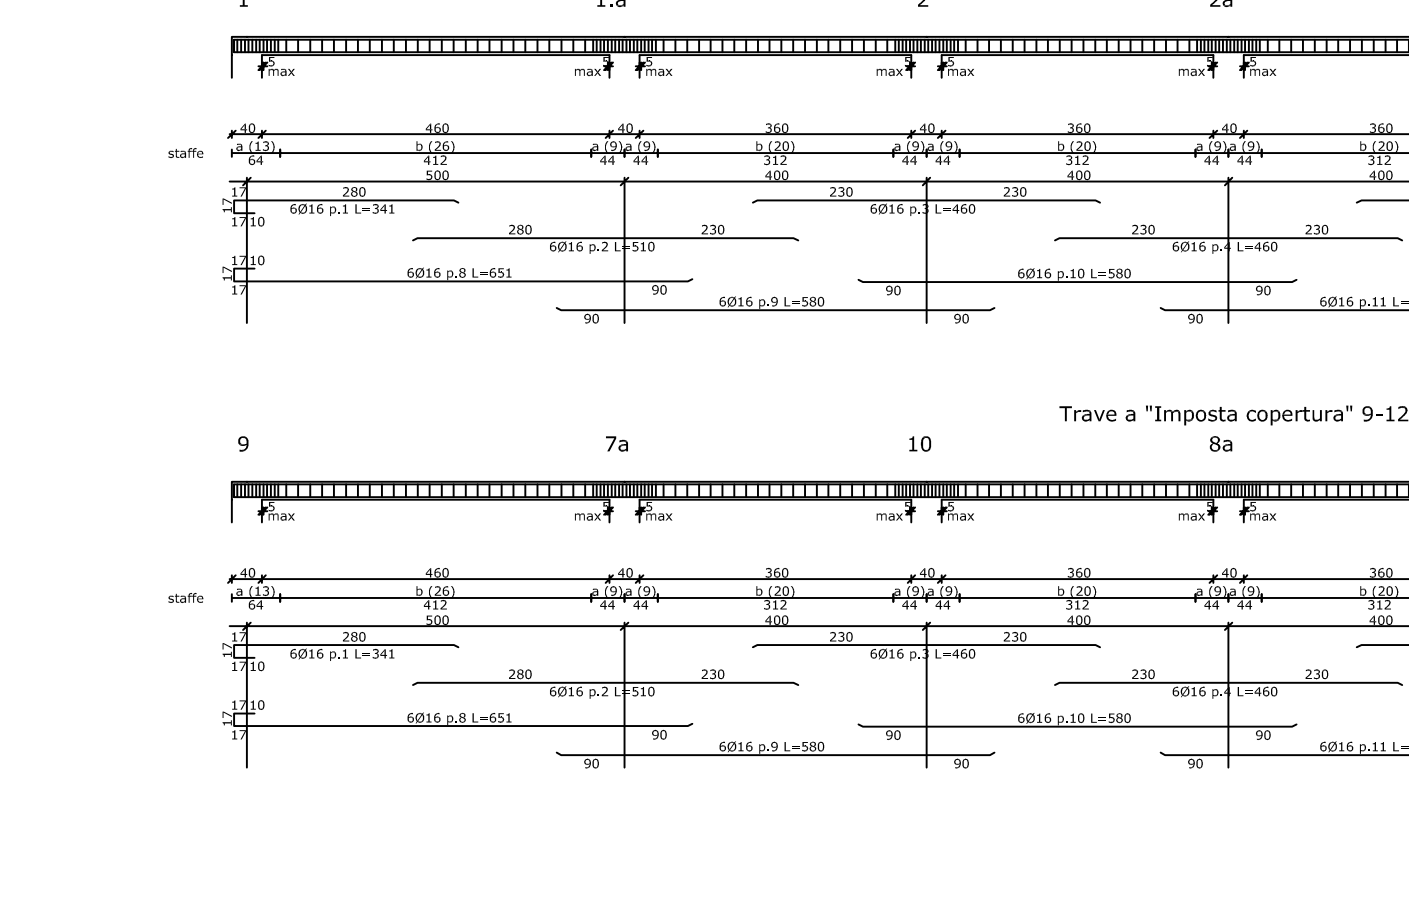 1 1.a 2 2a
5 max max 5 5 max max 5 5 max max 5 5 max
40 460 40 360 40 360 40 360
staffe a (13) b (26) a (9) a (9) b (20) a (9) a (9) b (20) a (9) a (9) b (20)
64 412 44 44 312 44 44 312 44 44 312
500 400 400 400
17 280 230 230
17 6Ø16 p.1 L=341 6Ø16 p.3 L=460
17 10
280 230 230 230
6Ø16 p.2 L=510 6Ø16 p.4 L=460
17 10
17 6Ø16 p.8 L=651 6Ø16 p.10 L=580
17 90 90 90
6Ø16 p.9 L=580 6Ø16 p.11 L=
90 90 90
Trave a "Imposta copertura" 9-12
9 7a 10 8a
5 max max 5 5 max max 5 5 max max 5 5 max
40 460 40 360 40 360 40 360
staffe a (13) b (26) a (9) a (9) b (20) a (9) a (9) b (20) a (9) a (9) b (20)
64 412 44 44 312 44 44 312 44 44 312
500 400 400 400
17 280 230 230
17 6Ø16 p.1 L=341 6Ø16 p.3 L=460
17 10
280 230 230 230
6Ø16 p.2 L=510 6Ø16 p.4 L=460
17 10
17 6Ø16 p.8 L=651 6Ø16 p.10 L=580
17 90 90 90
6Ø16 p.9 L=580 6Ø16 p.11 L=
90 90 90